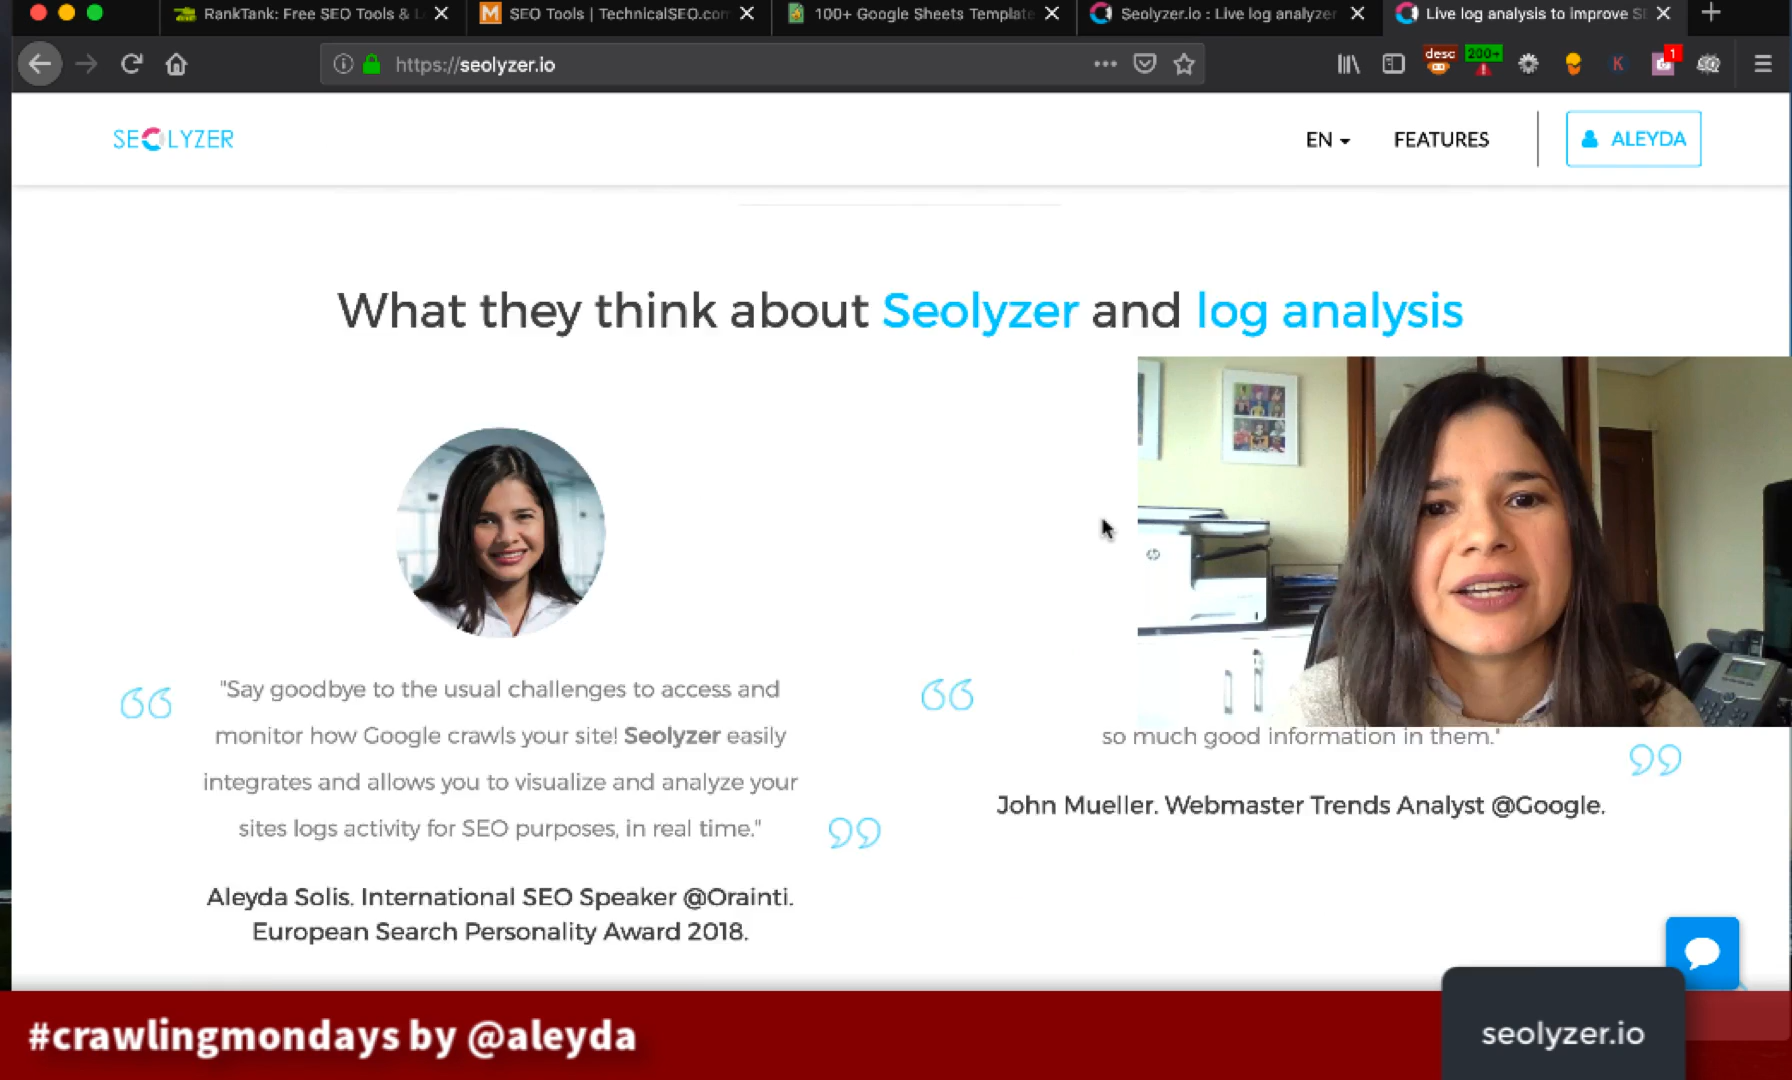 RankTank: Free SEO Tools &
SEO Tools | TechnicalSEO.com
100+ Google Sheets Template
Seolyzer.io : Live log analyzer
Live log analysis to improve SE
https://seolyzer.io
desc
200+
K
1
SEOLYZER
EN
FEATURES
ALEYDA
What they think about Seolyzer and log analysis
"Say goodbye to the usual challenges to access and
monitor how Google crawls your site! Seolyzer easily
integrates and allows you to visualize and analyze your
sites logs activity for SEO purposes, in real time."
Aleyda Solis. International SEO Speaker @Orainti.
European Search Personality Award 2018.
so much good information in them."
John Mueller. Webmaster Trends Analyst @Google.
hp
#crawlingmondays by @aleyda
seolyzer.io